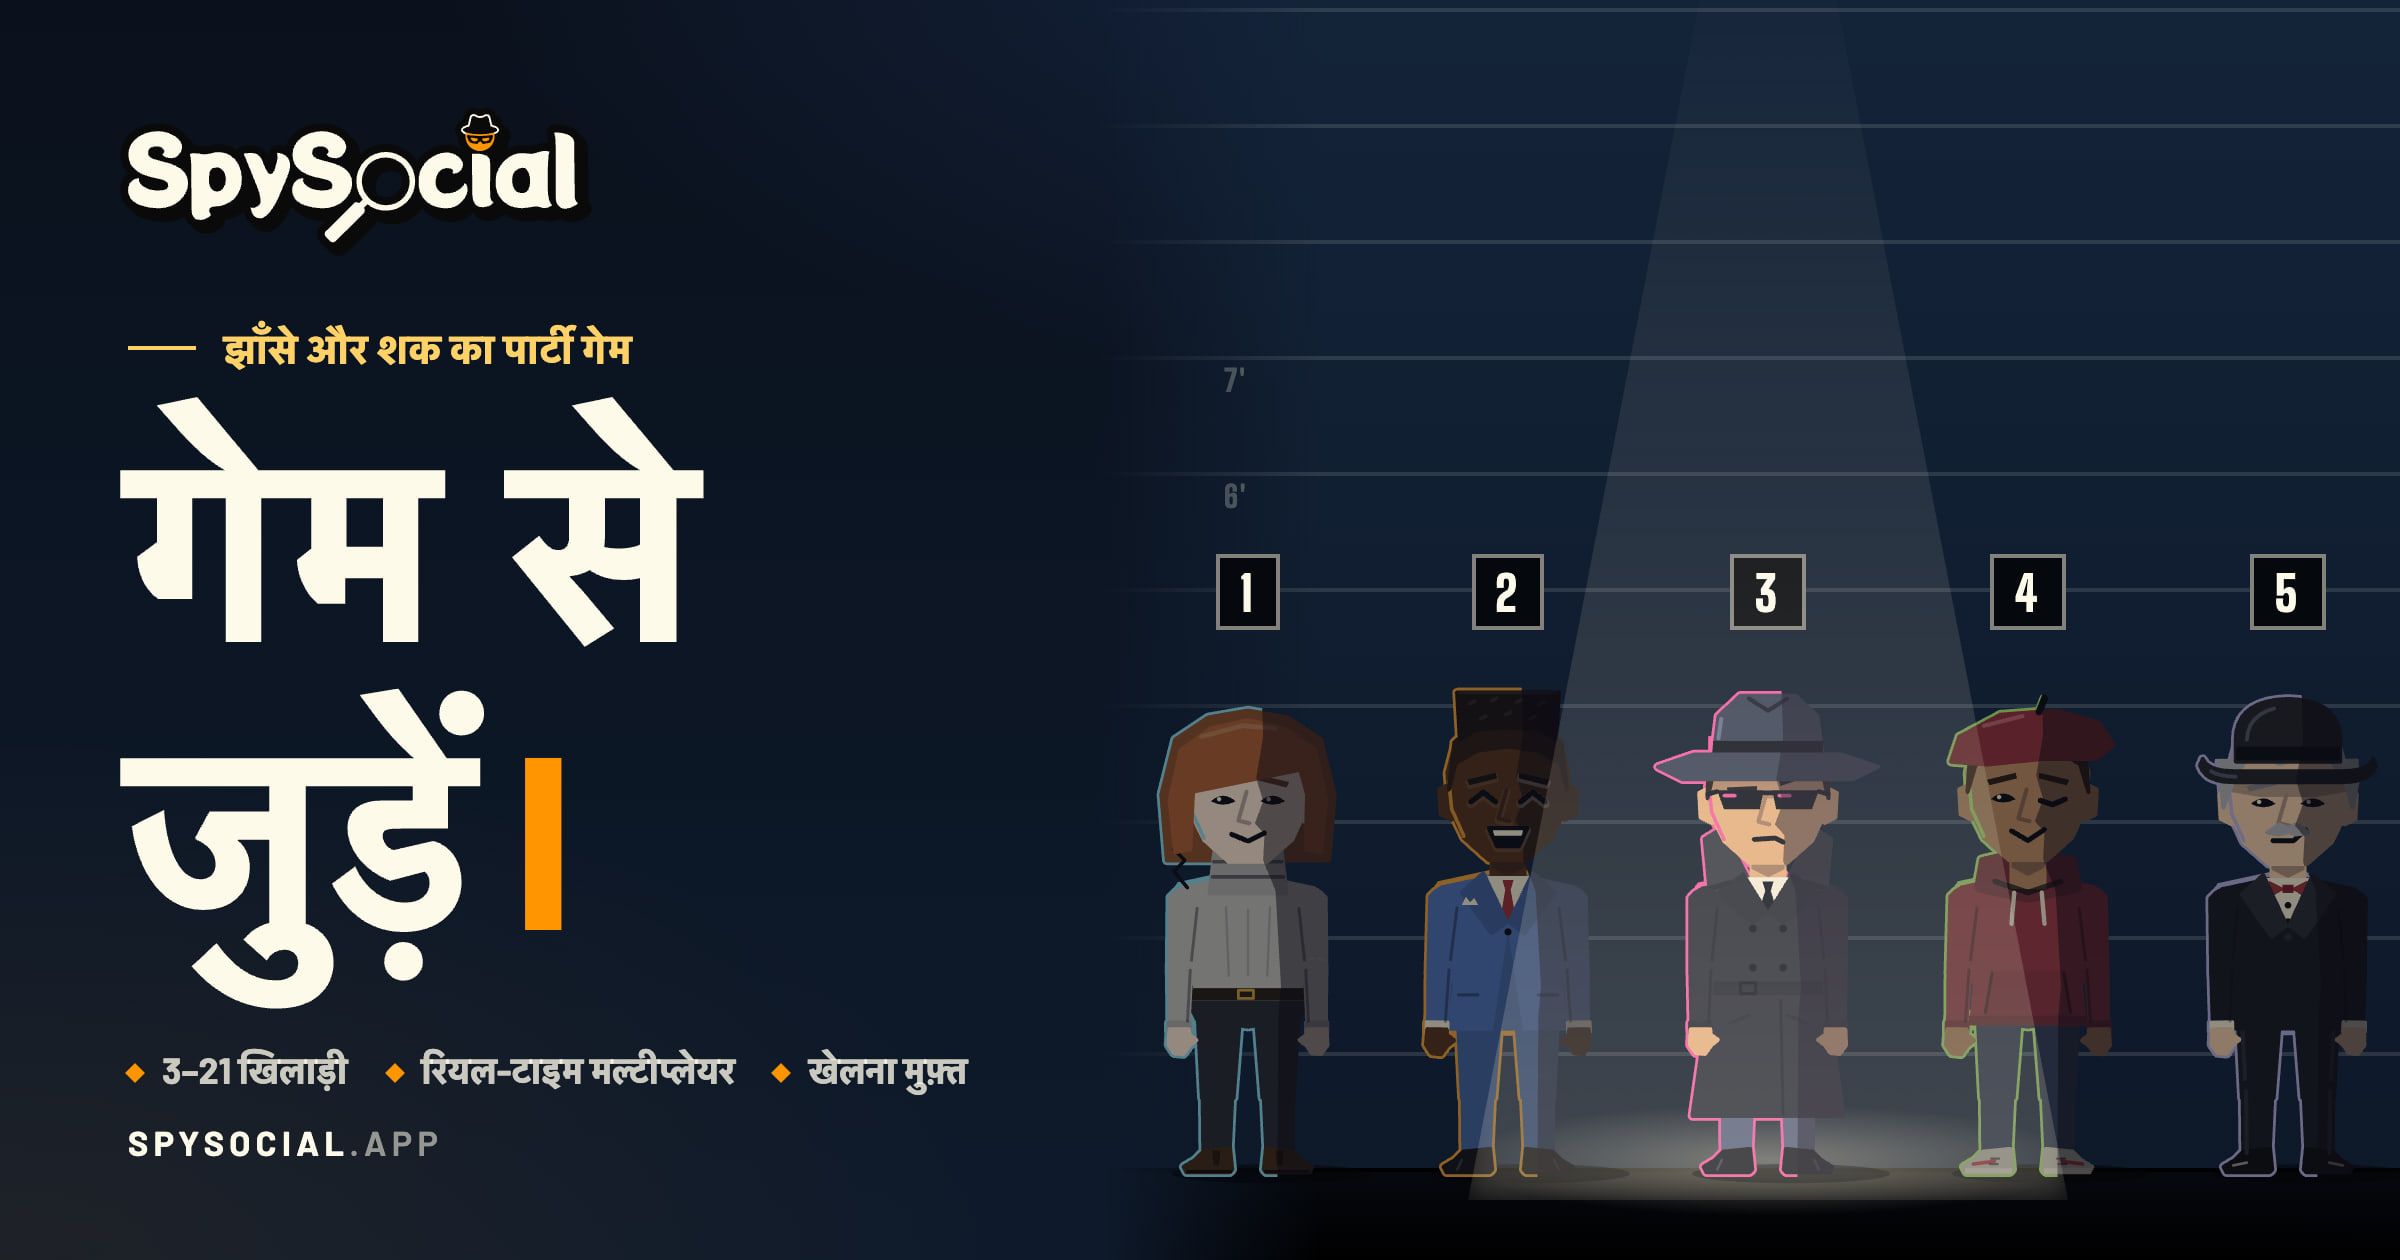 SpySocial
झाँसे और शक का पार्टी गेम
गेम से
जुड़ें।
7'
6'
1 2 3 4 5
3–21 खिलाड़ी ◆ रियल-टाइम मल्टीप्लेयर ◆ खेलना मुफ़्त
SPYSOCIAL.APP